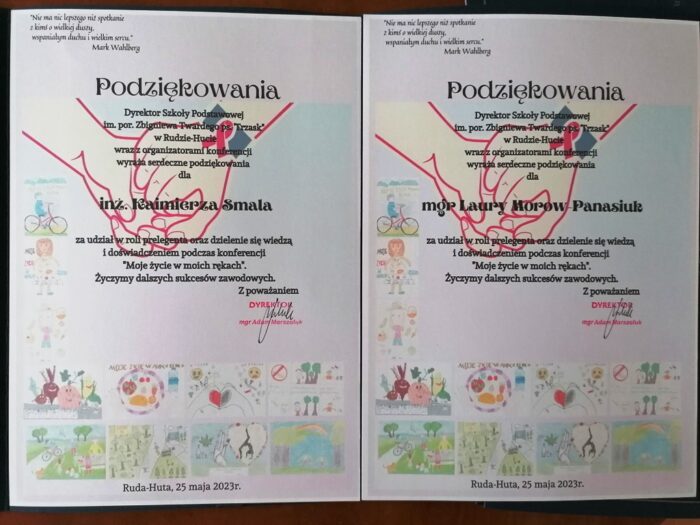 "Nie ma nic lepszego niż spotkanie
z kimś o wielkiej duszy,
wspaniałym duchu i wielkim sercu."
Mark Wahlberg
Podziękowania
Dyrektor Szkoły Podstawowej
im. por. Zbigniewa Twardego ps. "Trzask"
w Rudzie-Hucie
wraz z organizatorami konferencji
wyraża serdeczne podziękowania
dla
inż. Kaimierza Smala
za udział w roli prelegenta oraz dzielenie się wiedzą
i doświadczeniem podczas konferencji
"Moje życie w moich rękach".
Życzymy dalszych sukcesów zawodowych.
Z poważaniem
DYREKTOR
mgr Adam Marszaluk
Ruda-Huta, 25 maja 2023r.
"Nie ma nic lepszego niż spotkanie
z kimś o wielkiej duszy,
wspaniałym duchu i wielkim sercu."
Mark Wahlberg
Podziękowania
Dyrektor Szkoły Podstawowej
im. por. Zbigniewa Twardego ps. "Trzask"
w Rudzie-Hucie
wraz z organizatorami konferencji
wyraża serdeczne podziękowania
dla
mgr Laury Morow-Panasiuk
za udział w roli prelegenta oraz dzielenie się wiedzą
i doświadczeniem podczas konferencji
"Moje życie w moich rękach".
Życzymy dalszych sukcesów zawodowych.
Z poważaniem
DYREKTOR
mgr Adam Marszaluk
Ruda-Huta, 25 maja 2023r.